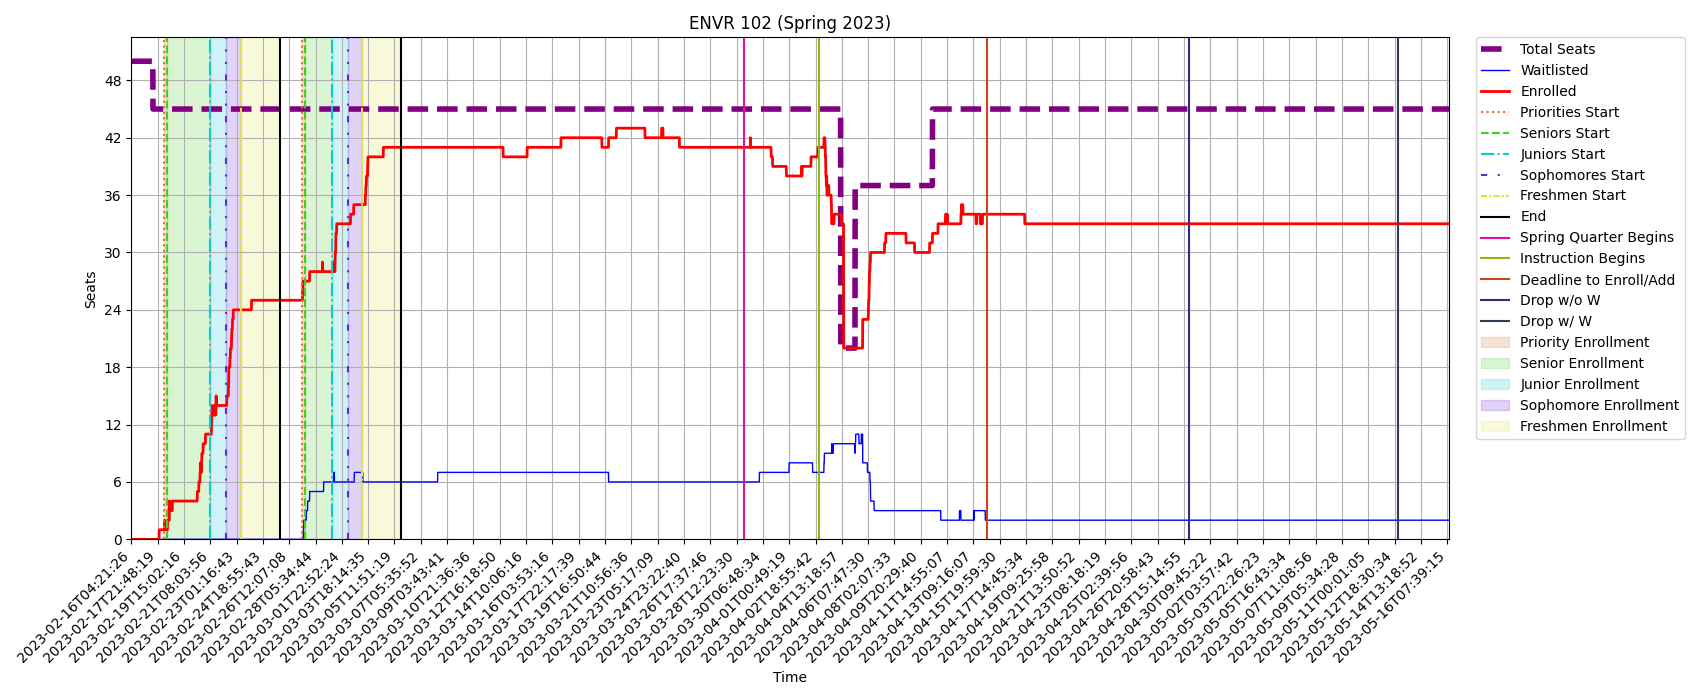 ENVR 102 (Spring 2023)
Seats
48
42
36
30
24
18
12
6
0
2023-02-16T04:21:26
2023-02-17T21:48:19
2023-02-19T15:02:16
2023-02-21T08:03:56
2023-02-23T01:16:43
2023-02-24T18:55:43
2023-02-26T12:07:08
2023-02-28T05:34:44
2023-03-01T22:52:24
2023-03-03T18:14:35
2023-03-05T11:51:19
2023-03-07T05:35:52
2023-03-09T03:43:41
2023-03-12T16:18:50
2023-03-14T10:06:16
2023-03-16T03:53:16
2023-03-17T22:17:39
2023-03-19T16:50:44
2023-03-21T10:56:36
2023-03-23T05:17:09
2023-03-24T23:22:40
2023-03-26T17:37:46
2023-03-28T12:23:30
2023-03-30T06:48:34
2023-04-01T00:49:19
2023-04-02T18:55:42
2023-04-04T13:18:57
2023-04-06T07:47:30
2023-04-08T02:07:33
2023-04-09T20:29:40
2023-04-11T14:55:07
2023-04-13T09:16:07
2023-04-15T19:59:30
2023-04-17T14:45:34
2023-04-19T09:25:58
2023-04-21T13:50:52
2023-04-23T08:18:19
2023-04-25T02:39:56
2023-04-26T20:58:43
2023-04-28T15:14:55
2023-04-30T09:45:22
2023-05-02T03:57:42
2023-05-03T22:26:23
2023-05-05T16:43:34
2023-05-07T11:08:56
2023-05-09T05:34:28
2023-05-11T00:01:05
2023-05-12T18:30:34
2023-05-14T13:18:52
2023-05-16T07:39:15
Time
Total Seats
Waitlisted
Enrolled
Priorities Start
Seniors Start
Juniors Start
Sophomores Start
Freshmen Start
End
Spring Quarter Begins
Instruction Begins
Deadline to Enroll/Add
Drop w/o W
Drop w/ W
Priority Enrollment
Senior Enrollment
Junior Enrollment
Sophomore Enrollment
Freshmen Enrollment